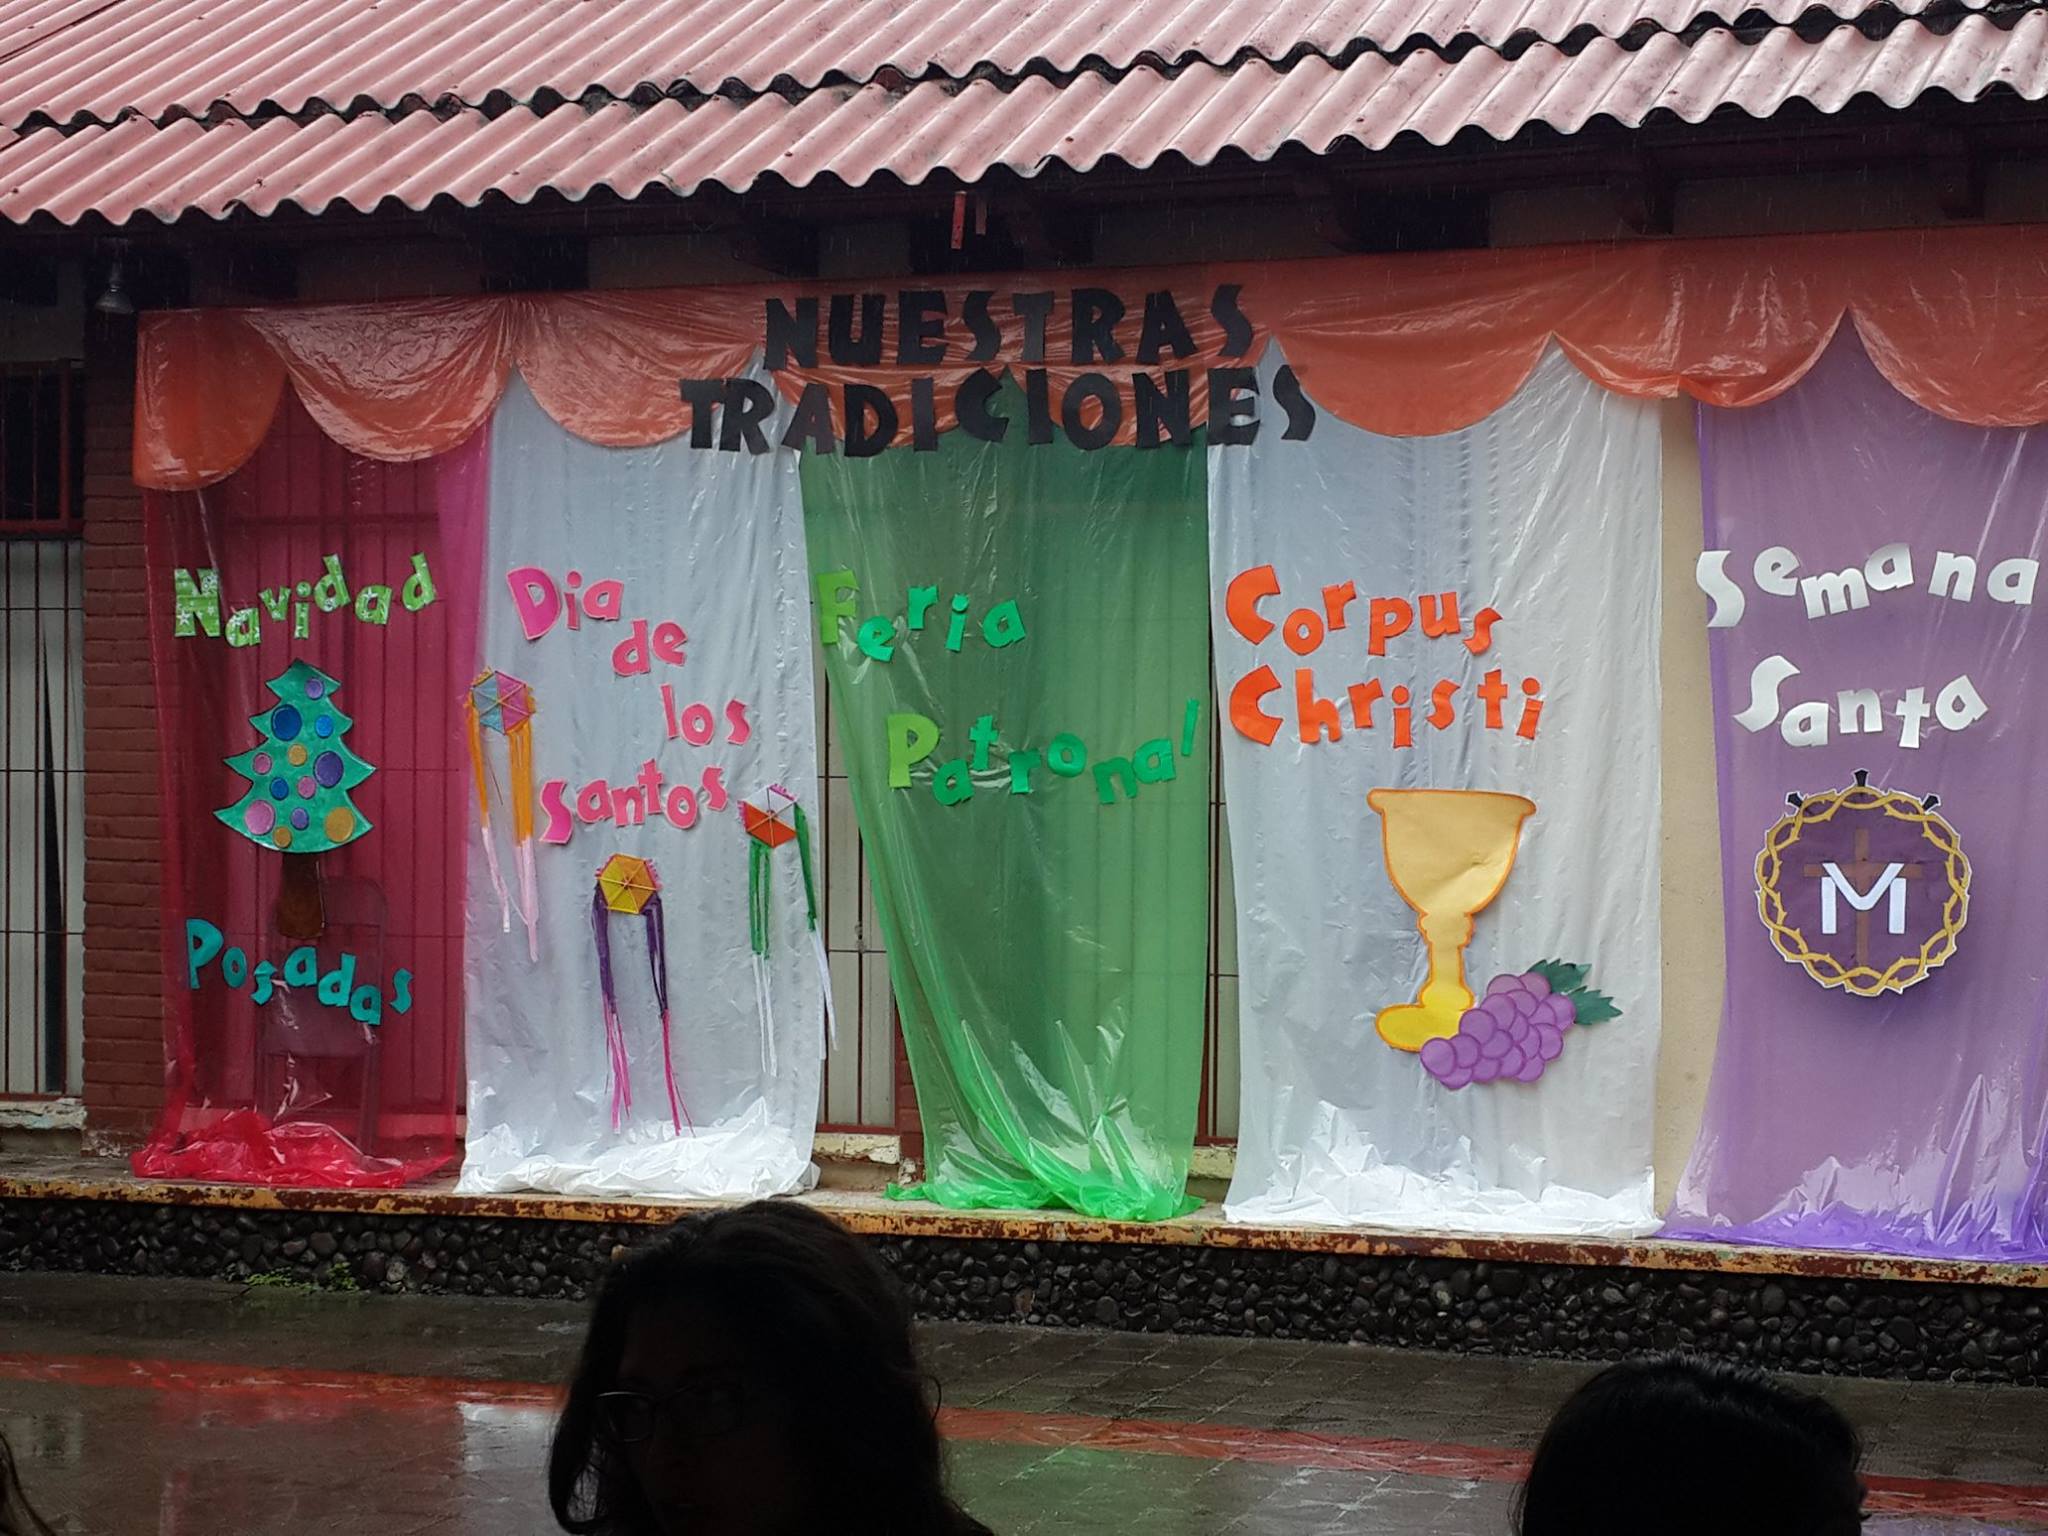 NUESTRAS
TRADICIONES
Navidad
Posadas
Dia
de
los
santos
Feria
Patronal
Corpus
Christi
Semana
Santa